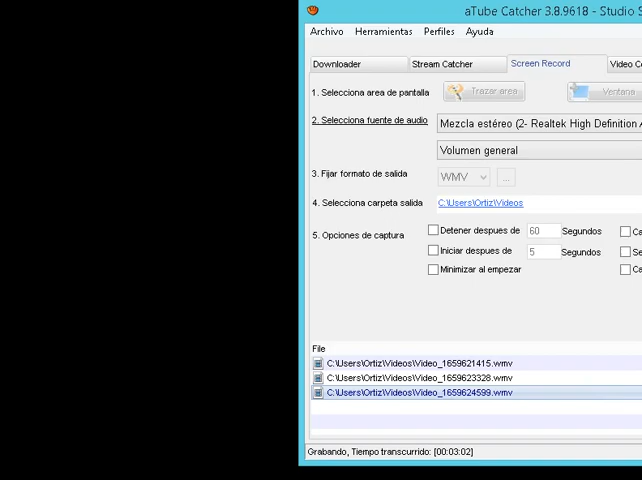 aTube Catcher 3.8.9618 - Studio S
Archivo Herramientas Perfiles Ayuda
Downloader Stream Catcher Screen Record Video C
1. Selecciona area de pantalla Trazar area Ventana
2. Selecciona fuente de audio Mezcla estéreo (2- Realtek High Definition A
Volumen general
3. Fijar formato de salida WMV ...
4. Selecciona carpeta salida C:\Users\Ortiz\Videos
5. Opciones de captura
Detener despues de 60 Segundos Ca
Iniciar despues de 5 Segundos Se
Minimizar al empezar Ca
File
C:\Users\Ortiz\Videos\Video_1659621415.wmv
C:\Users\Ortiz\Videos\Video_1659623328.wmv
C:\Users\Ortiz\Videos\Video_1659624599.wmv
Grabando, Tiempo transcurrido: [00:03:02]